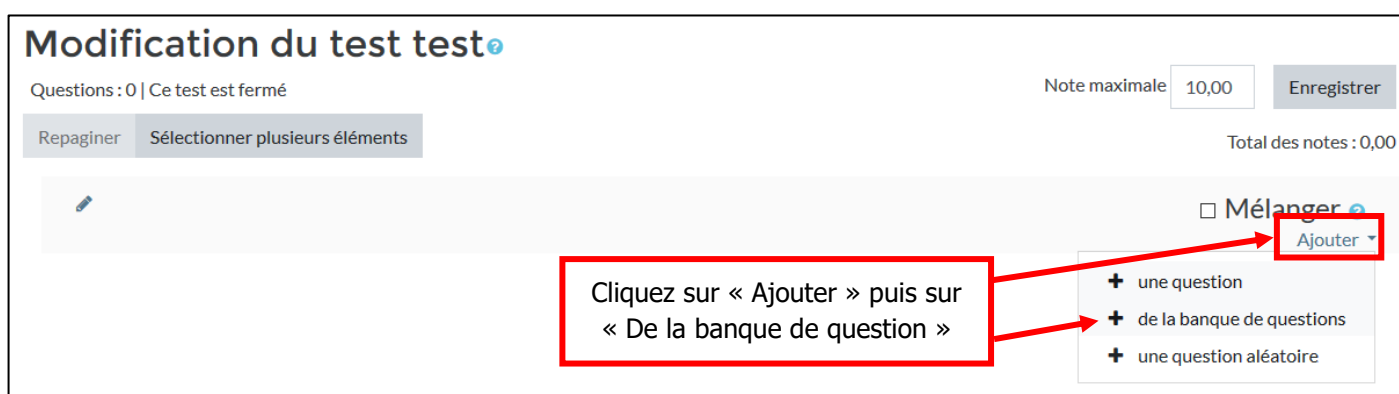 Modification du test test
Questions : 0 | Ce test est fermé
Note maximale 10,00 Enregistrer
Repaginer Sélectionner plusieurs éléments
Total des notes : 0,00
Mélanger
Ajouter
Cliquez sur « Ajouter » puis sur
« De la banque de question »
une question
de la banque de questions
une question aléatoire